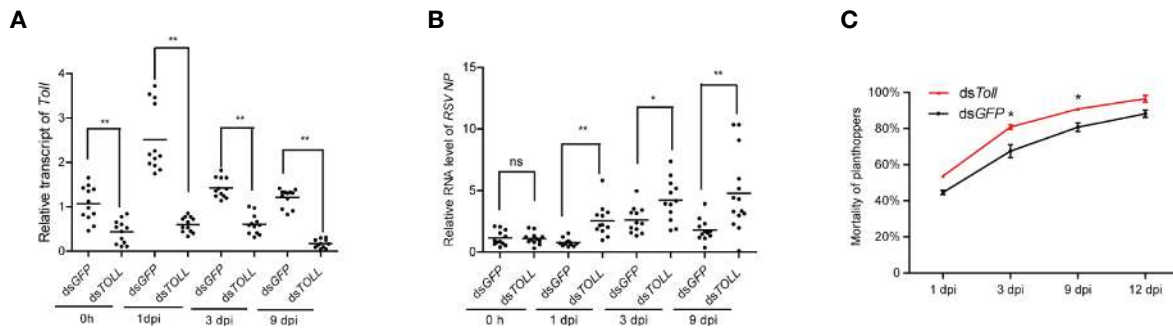 A
Relative transcript of Toll
4
3
2
1
0
**
**
**
**
dsGFP
dsTOLL
dsGFP
dsTOLL
dsGFP
dsTOLL
dsGFP
dsTOLL
0h
1dpi
3 dpi
9 dpi
B
Relative RNA level of RSV NP
15
10
5
0
ns
**
*
**
dsGFP
dsTOLL
dsGFP
dsTOLL
dsGFP
dsTOLL
dsGFP
dsTOLL
0 h
1 dpi
3 dpi
9 dpi
C
Mortality of planthoppers
100%
80%
60%
40%
20%
0
dsToll
dsGFP
*
*
1 dpi
3 dpi
9 dpi
12 dpi